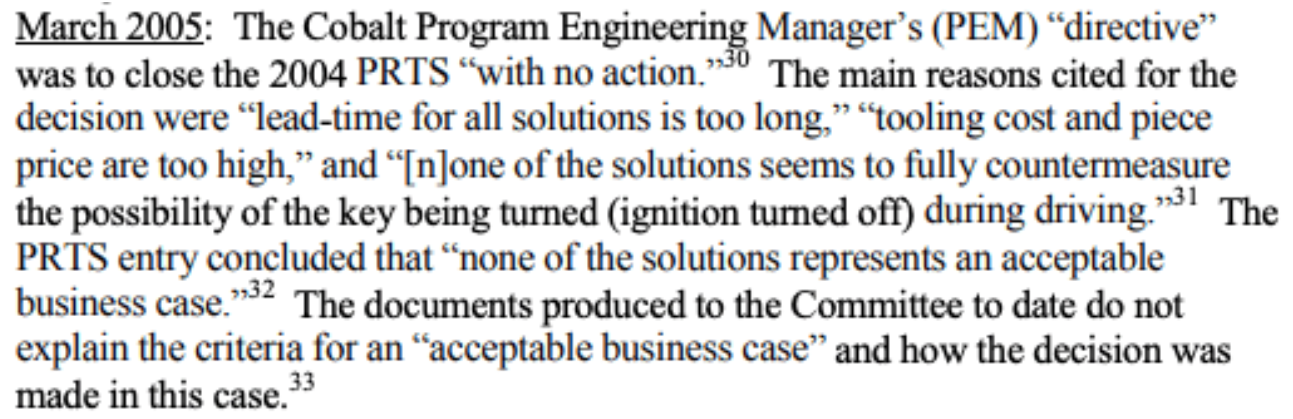 March 2005:  The Cobalt Program Engineering Manager's (PEM) “directive”
was to close the 2004 PRTS “with no action.”30  The main reasons cited for the
decision were “lead-time for all solutions is too long,” “tooling cost and piece
price are too high,” and “[n]one of the solutions seems to fully countermeasure
the possibility of the key being turned (ignition turned off) during driving.”31  The
PRTS entry concluded that “none of the solutions represents an acceptable
business case.”32  The documents produced to the Committee to date do not
explain the criteria for an “acceptable business case” and how the decision was
made in this case.33